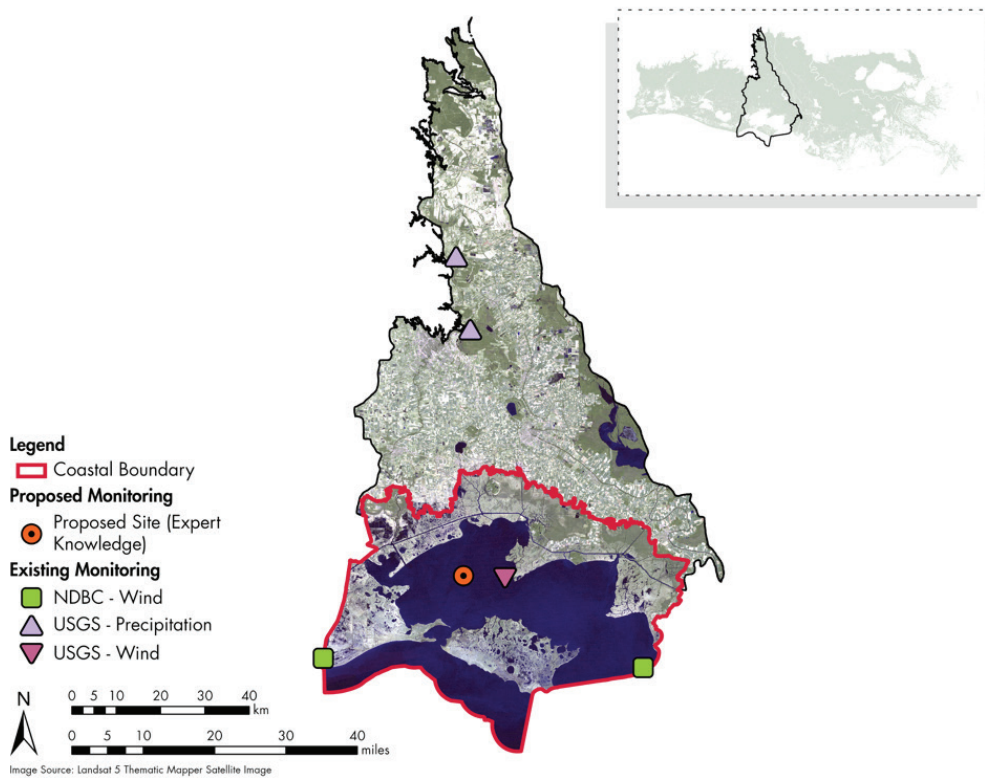 Legend
Coastal Boundary
Proposed Monitoring
Proposed Site (Expert
Knowledge)
Existing Monitoring
NDBC - Wind
USGS - Precipitation
USGS - Wind
N
0 5 10 20 30 40
km
0 5 10 20 30 40
miles
Image Source: Landsat 5 Thematic Mapper Satellite Image